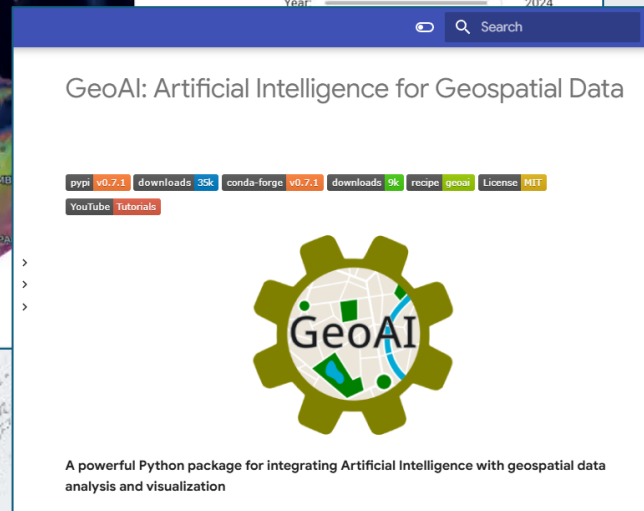 Year:
2024
Search
GeoAI: Artificial Intelligence for Geospatial Data
pypi v0.7.1 downloads 35k conda-forge v0.7.1 downloads 9k recipe geoai License MIT
YouTube Tutorials
GeoAI
A powerful Python package for integrating Artificial Intelligence with geospatial data
analysis and visualization